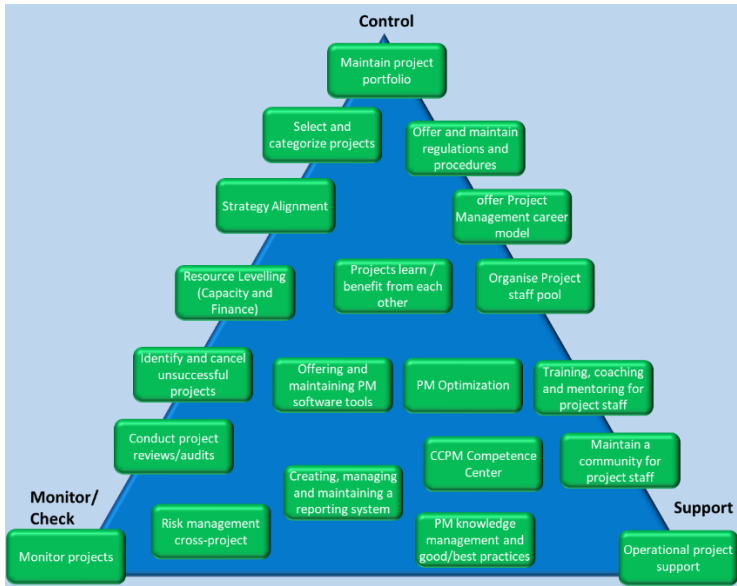 Control
Maintain project
portfolio
Select and
categorize projects
Offer and maintain
regulations and
procedures
Strategy Alignment
offer Project
Management career
model
Resource Levelling
(Capacity and
Finance)
Projects learn /
benefit from each
other
Organise Project
staff pool
Identify and cancel
unsuccessful
projects
Offering and
maintaining PM
software tools
PM Optimization
Training, coaching
and mentoring for
project staff
Conduct project
reviews/audits
CCPM Competence
Center
Maintain a
community for
project staff
Creating, managing
and maintaining a
reporting system
Monitor/
Check
Support
Risk management
cross-project
PM knowledge
management and
good/best practices
Monitor projects
Operational project
support